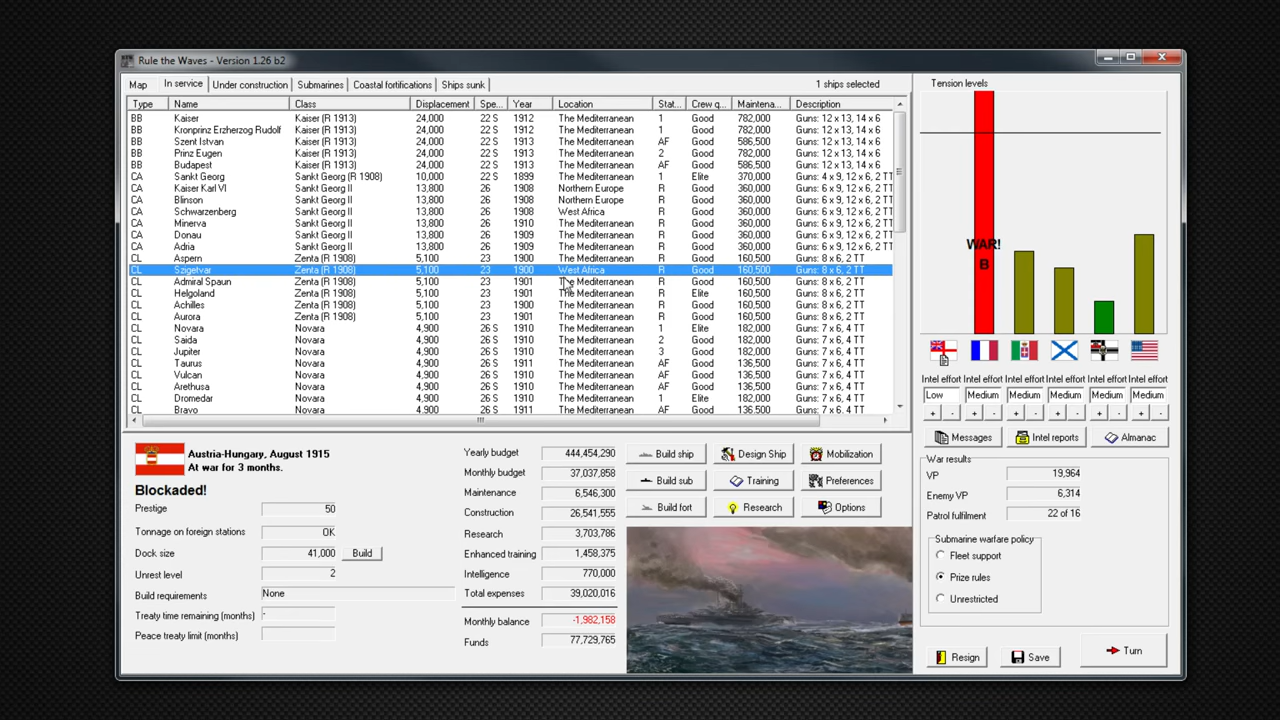 Rule the Waves - Version 1.26 b2
Map In service Under construction Submarines Coastal fortifications Ships sunk 1 ships selected
Type Name Class Displacement Spe... Year Location Stat... Crew q... Maintena... Description
BB Kaiser Kaiser (R 1913) 24,000 22 S 1912 The Mediterranean 1 Good 782,000 Guns: 12 x 13, 14 x 6
BB Kronprinz Erzherzog Rudolf Kaiser (R 1913) 24,000 22 S 1912 The Mediterranean 1 Good 782,000 Guns: 12 x 13, 14 x 6
BB Szent Istvan Kaiser (R 1913) 24,000 22 S 1913 The Mediterranean AF Good 586,500 Guns: 12 x 13, 14 x 6
BB Prinz Eugen Kaiser (R 1913) 24,000 22 S 1913 The Mediterranean 2 Good 782,000 Guns: 12 x 13, 14 x 6
BB Budapest Kaiser (R 1913) 24,000 22 S 1913 The Mediterranean AF Good 586,500 Guns: 12 x 13, 14 x 6
CA Sankt Georg Sankt Georg (R 1908) 10,000 22 S 1899 The Mediterranean 1 Elite 370,000 Guns: 4 x 9, 12 x 6, 2 TT
CA Kaiser Karl VI Sankt Georg II 13,800 26 1908 Northern Europe R Good 360,000 Guns: 6 x 9, 12 x 6, 2 TT
CA Blinson Sankt Georg II 13,800 26 1908 Northern Europe R Good 360,000 Guns: 6 x 9, 12 x 6, 2 TT
CA Schwarzenberg Sankt Georg II 13,800 26 1908 West Africa R Good 360,000 Guns: 6 x 9, 12 x 6, 2 TT
CA Minerva Sankt Georg II 13,800 26 1910 The Mediterranean R Good 360,000 Guns: 6 x 9, 12 x 6, 2 TT
CA Donau Sankt Georg II 13,800 26 1909 The Mediterranean R Good 360,000 Guns: 6 x 9, 12 x 6, 2 TT
CA Adria Sankt Georg II 13,800 26 1909 The Mediterranean R Good 360,000 Guns: 6 x 9, 12 x 6, 2 TT
CL Aspern Zenta (R 1908) 5,100 23 1900 The Mediterranean R Good 160,500 Guns: 8 x 6, 2 TT
CL Szigetvar Zenta (R 1908) 5,100 23 1900 West Africa R Good 160,500 Guns: 8 x 6, 2 TT
CL Admiral Spaun Zenta (R 1908) 5,100 23 1901 The Mediterranean R Good 160,500 Guns: 8 x 6, 2 TT
CL Helgoland Zenta (R 1908) 5,100 23 1901 The Mediterranean R Elite 160,500 Guns: 8 x 6, 2 TT
CL Achilles Zenta (R 1908) 5,100 23 1900 The Mediterranean R Good 160,500 Guns: 8 x 6, 2 TT
CL Aurora Zenta (R 1908) 5,100 23 1901 The Mediterranean R Good 160,500 Guns: 8 x 6, 2 TT
CL Novara Novara 4,900 26 S 1910 The Mediterranean 1 Elite 182,000 Guns: 7 x 6, 4 TT
CL Saida Novara 4,900 26 S 1910 The Mediterranean 2 Good 182,000 Guns: 7 x 6, 4 TT
CL Jupiter Novara 4,900 26 S 1910 The Mediterranean 3 Good 182,000 Guns: 7 x 6, 4 TT
CL Taurus Novara 4,900 26 S 1910 The Mediterranean AF Good 136,500 Guns: 7 x 6, 4 TT
CL Vulcan Novara 4,900 26 S 1910 The Mediterranean AF Good 136,500 Guns: 7 x 6, 4 TT
CL Arethusa Novara 4,900 26 S 1910 The Mediterranean AF Good 136,500 Guns: 7 x 6, 4 TT
CL Dromedar Novara 4,900 26 S 1910 The Mediterranean 1 Elite 182,000 Guns: 7 x 6, 4 TT
CL Bravo Novara 4,900 26 S 1911 The Mediterranean AF Good 136,500 Guns: 7 x 6, 4 TT
Tension levels
WAR!
B
Intel effort Intel effort Intel effort Intel effort Intel effort Intel effort
Low Medium Medium Medium Medium Medium
+ - + - + - + - + - + -
Messages Intel reports Almanac
Austria-Hungary, August 1915
At war for 3 months.
Blockaded!
Prestige 50
Tonnage on foreign stations OK
Dock size 41,000 Build
Unrest level 2
Build requirements None
Treaty time remaining (months) -
Peace treaty limit (months)
Yearly budget 444,454,290
Monthly budget 37,037,858
Maintenance 6,546,300
Construction 26,541,555
Research 3,703,786
Enhanced training 1,458,375
Intelligence 770,000
Total expenses 39,020,016
Monthly balance -1,982,158
Funds 77,729,765
Build ship Design Ship Mobilization
Build sub Training Preferences
Build fort Research Options
War results
VP 19,964
Enemy VP 6,314
Patrol fulfilment 22 of 16
Submarine warfare policy
Fleet support
Prize rules
Unrestricted
Resign Save Turn